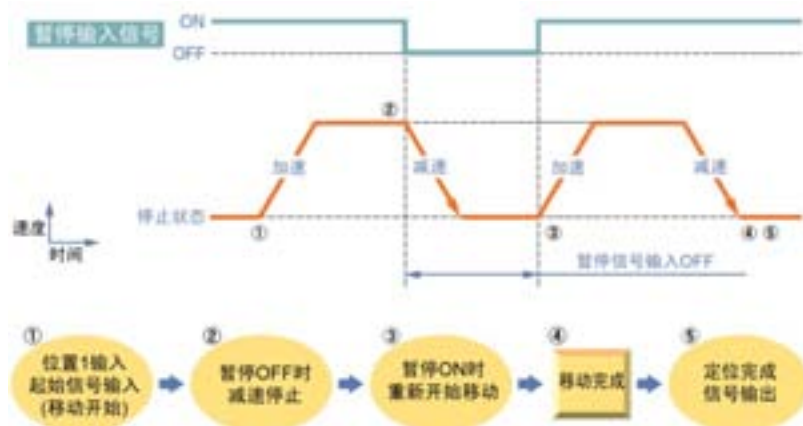 ON
暂停输入信号
OFF
②
加速
减速
加速
减速
停止状态
①
③
④ ⑤
速度
时间
暂停信号输入OFF
①
位置1输入
起始信号输入
(移动开始)
②
暂停OFF时
减速停止
③
暂停ON时
重新开始移动
④
移动完成
⑤
定位完成
信号输出